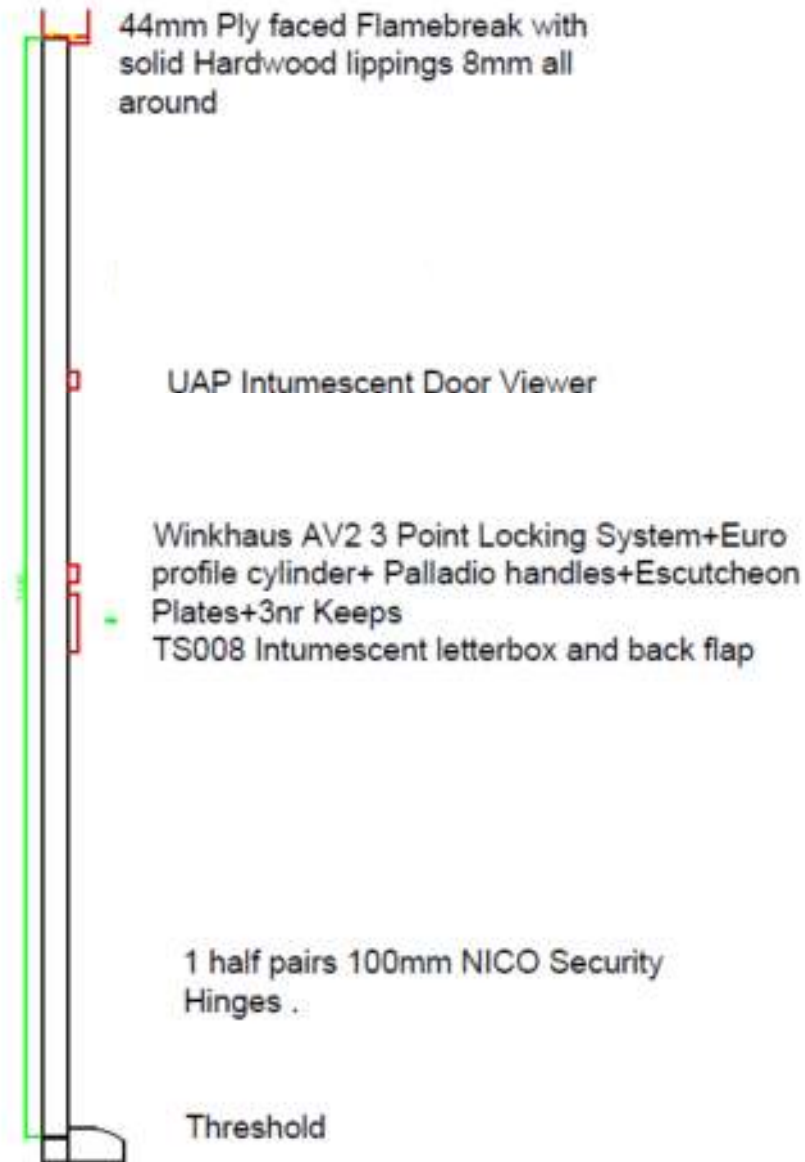 44mm Ply faced Flamebreak with
solid Hardwood lippings 8mm all
around
UAP Intumescent Door Viewer
Winkhaus AV2 3 Point Locking System+Euro
profile cylinder+ Palladio handles+Escutcheon
Plates+3nr Keeps
TS008 Intumescent letterbox and back flap
1 half pairs 100mm NICO Security
Hinges .
Threshold